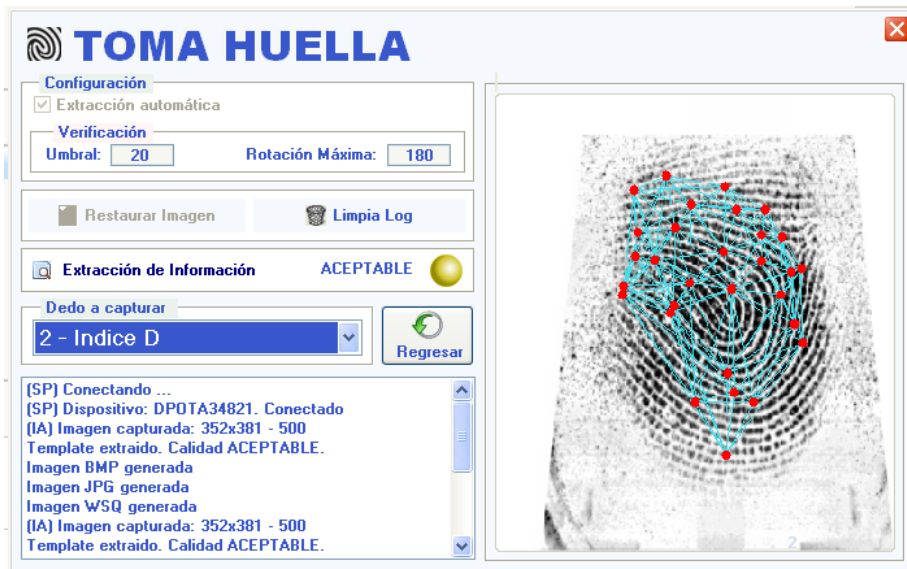 TOMA HUELLA
Configuración
Extracción automática
Verificación
Umbral: 20 Rotación Máxima: 180
Restaurar Imagen Limpia Log
Extracción de Información ACEPTABLE
Dedo a capturar
2 - Indice D
Regresar
(SP) Conectando ...
(SP) Dispositivo: DPOTA34821. Conectado
(IA) Imagen capturada: 352x381 - 500
Template extraido. Calidad ACEPTABLE.
Imagen BMP generada
Imagen JPG generada
Imagen WSQ generada
(IA) Imagen capturada: 352x381 - 500
Template extraido. Calidad ACEPTABLE.
2